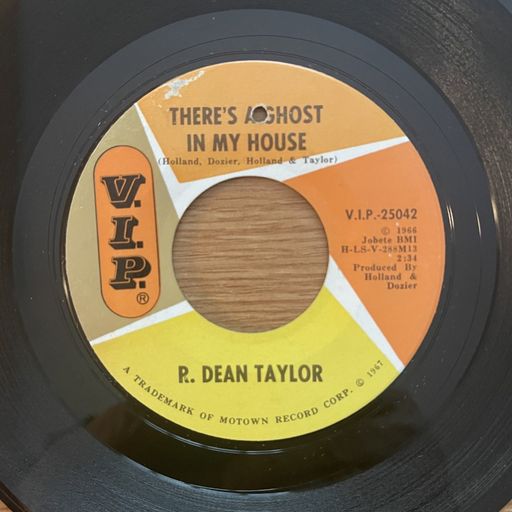 THERE'S A GHOST
IN MY HOUSE
(Holland, Dozier, Holland & Taylor)
V.I.P.
®
V.I.P.-25042
© 1966
Jobete BMI
H-LS-V-288M13
2:34
Produced By
Holland &
Dozier
R. DEAN TAYLOR
A TRADEMARK OF MOTOWN RECORD CORP. © 1967